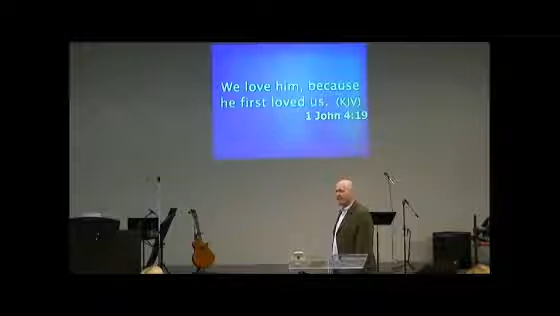 We love him, because
he first loved us. (KJV)
1 John 4:19